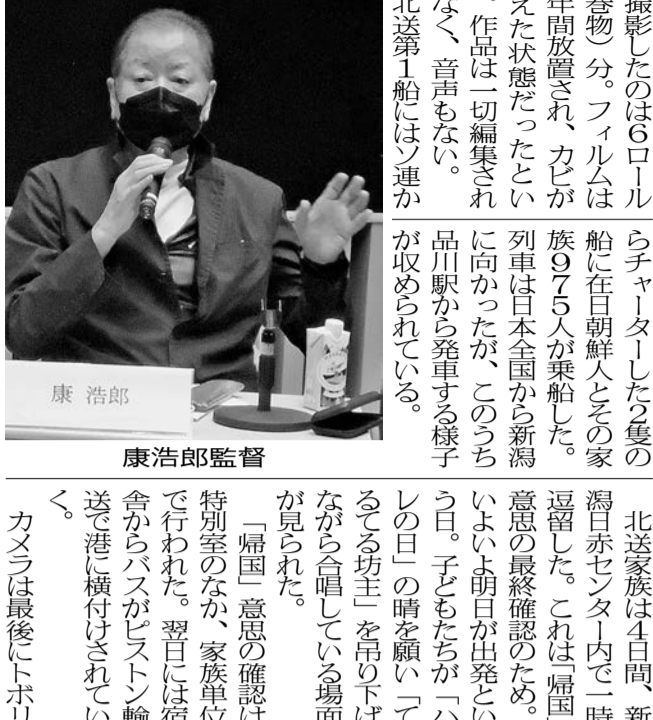 撮影したのは6ロール
巻物）分。フィルムは
年間放置され、カビが
えた状態だったとい
。作品は一切編集され
なく、音声もない。
北送第1船にはソ連か
らチャーターした2隻の
船に在日朝鮮人とその家
族975人が乗船した。
列車は日本全国から新潟
に向かったが、このうち
品川駅から発車する様子
が収められている。
康 浩郎
康浩郎監督
北送家族は4日間、新
潟日赤センター内で一時
逗留した。これは「帰国」
意思の最終確認のため。
いよいよ明日が出発とい
う日。子どもたちが「ハ
レの日」の晴を願い「て
るてる坊主」を吊り下げ
ながら合唱している場面
が見られた。
「帰国」意思の確認は
特別室のなか、家族単位
で行われた。翌日には宿
舎からバスがピストン輸
送で港に横付けされてい
く。
カメラは最後にトボリ